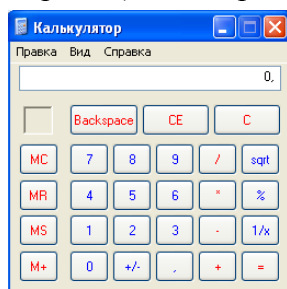 Калькулятор
Правка Вид Справка
0,
Backspace CE C
MC 7 8 9 / sqrt
MR 4 5 6 * %
MS 1 2 3 - 1/x
M+ 0 +/- , + =